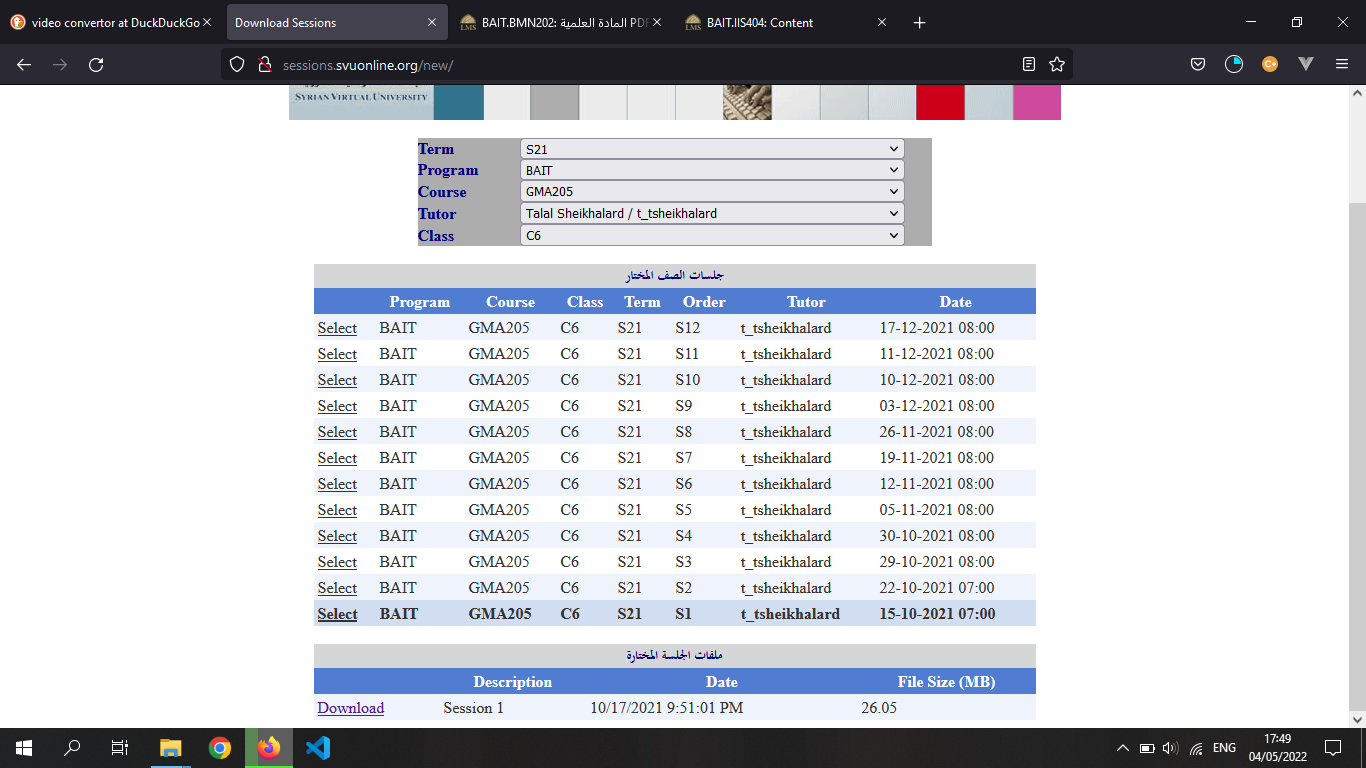 video convertor at DuckDuckGo
Download Sessions
BAIT.BMN202: المادة العلمية PDF
BAIT.IIS404: Content
sessions.svuonline.org/new/
SYRIAN VIRTUAL UNIVERSITY
Term S21
Program BAIT
Course GMA205
Tutor Talal Sheikhalard / t_tsheikhalard
Class C6
جلسات الصف المختار
Program Course Class Term Order Tutor Date
Select BAIT GMA205 C6 S21 S12 t_tsheikhalard 17-12-2021 08:00
Select BAIT GMA205 C6 S21 S11 t_tsheikhalard 11-12-2021 08:00
Select BAIT GMA205 C6 S21 S10 t_tsheikhalard 10-12-2021 08:00
Select BAIT GMA205 C6 S21 S9 t_tsheikhalard 03-12-2021 08:00
Select BAIT GMA205 C6 S21 S8 t_tsheikhalard 26-11-2021 08:00
Select BAIT GMA205 C6 S21 S7 t_tsheikhalard 19-11-2021 08:00
Select BAIT GMA205 C6 S21 S6 t_tsheikhalard 12-11-2021 08:00
Select BAIT GMA205 C6 S21 S5 t_tsheikhalard 05-11-2021 08:00
Select BAIT GMA205 C6 S21 S4 t_tsheikhalard 30-10-2021 08:00
Select BAIT GMA205 C6 S21 S3 t_tsheikhalard 29-10-2021 08:00
Select BAIT GMA205 C6 S21 S2 t_tsheikhalard 22-10-2021 07:00
Select BAIT GMA205 C6 S21 S1 t_tsheikhalard 15-10-2021 07:00
ملفات الجلسة المختارة
Description Date File Size (MB)
Download Session 1 10/17/2021 9:51:01 PM 26.05
ENG
17:49
04/05/2022